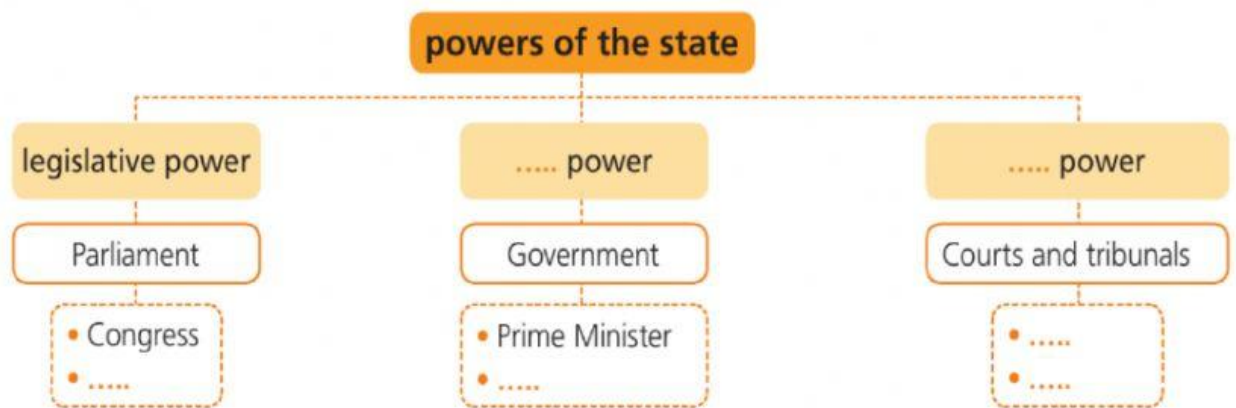 powers of the state
legislative power
..... power
..... power
Parliament
Government
Courts and tribunals
• Congress
• .....
• Prime Minister
• .....
• .....
• .....